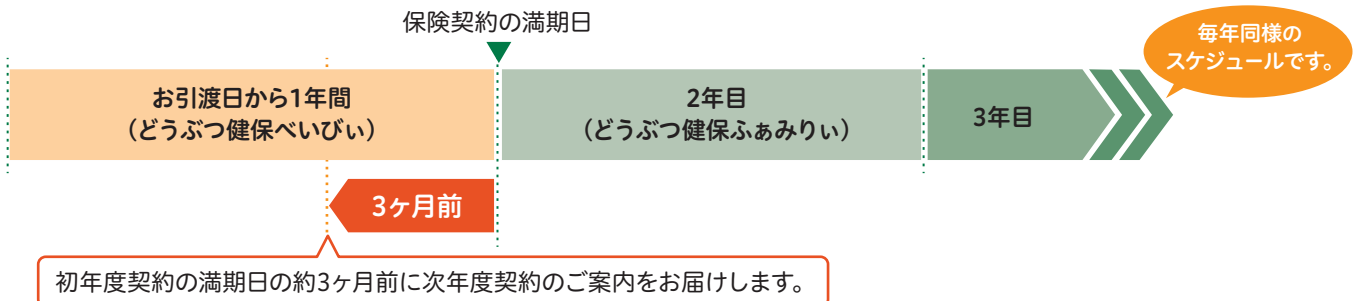 保険契約の満期日
毎年同様の
スケジュールです。
お引渡日から1年間
（どうぶつ健保べいびぃ）
2年目
（どうぶつ健保ふぁみりぃ）
3年目
3ヶ月前
初年度契約の満期日の約3ヶ月前に次年度契約のご案内をお届けします。